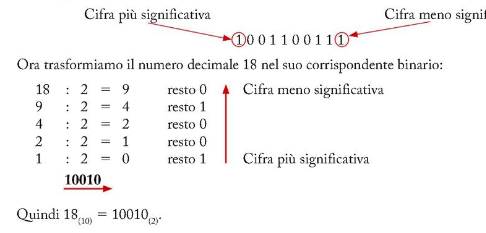 Cifra più significativa Cifra meno signif
1 0 0 1 1 0 0 1 1 1
Ora trasformiamo il numero decimale 18 nel suo corrispondente binario:
18 : 2 = 9 resto 0 Cifra meno significativa
9 : 2 = 4 resto 1
4 : 2 = 2 resto 0
2 : 2 = 1 resto 0
1 : 2 = 0 resto 1 Cifra più significativa
10010
Quindi 18(10) = 10010(2).